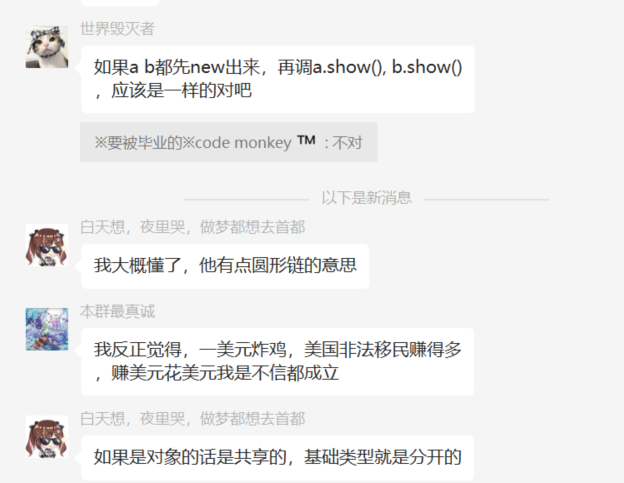 世界毁灭者
如果a b都先new出来，再调a.show(), b.show()
，应该是一样的对吧
※要被毕业的※code monkey ™ : 不对
以下是新消息
白天想，夜里哭，做梦都想去首都
我大概懂了，他有点圆形链的意思
本群最真诚
我反正觉得，一美元炸鸡，美国非法移民赚得多
，赚美元花美元我是不信都成立
白天想，夜里哭，做梦都想去首都
如果是对象的话是共享的，基础类型就是分开的